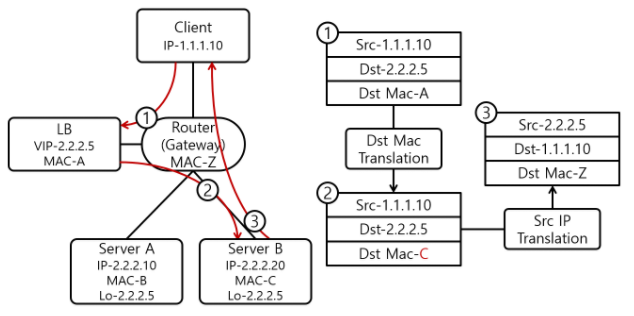 Client
IP-1.1.1.10
1
LB
VIP-2.2.2.5
MAC-A
Router
(Gateway)
MAC-Z
2
3
Server A
IP-2.2.2.10
MAC-B
Lo-2.2.2.5
Server B
IP-2.2.2.20
MAC-C
Lo-2.2.2.5
1
Src-1.1.1.10
Dst-2.2.2.5
Dst Mac-A
Dst Mac
Translation
2
Src-1.1.1.10
Dst-2.2.2.5
Dst Mac-C
Src IP
Translation
3
Src-2.2.2.5
Dst-1.1.1.10
Dst Mac-Z